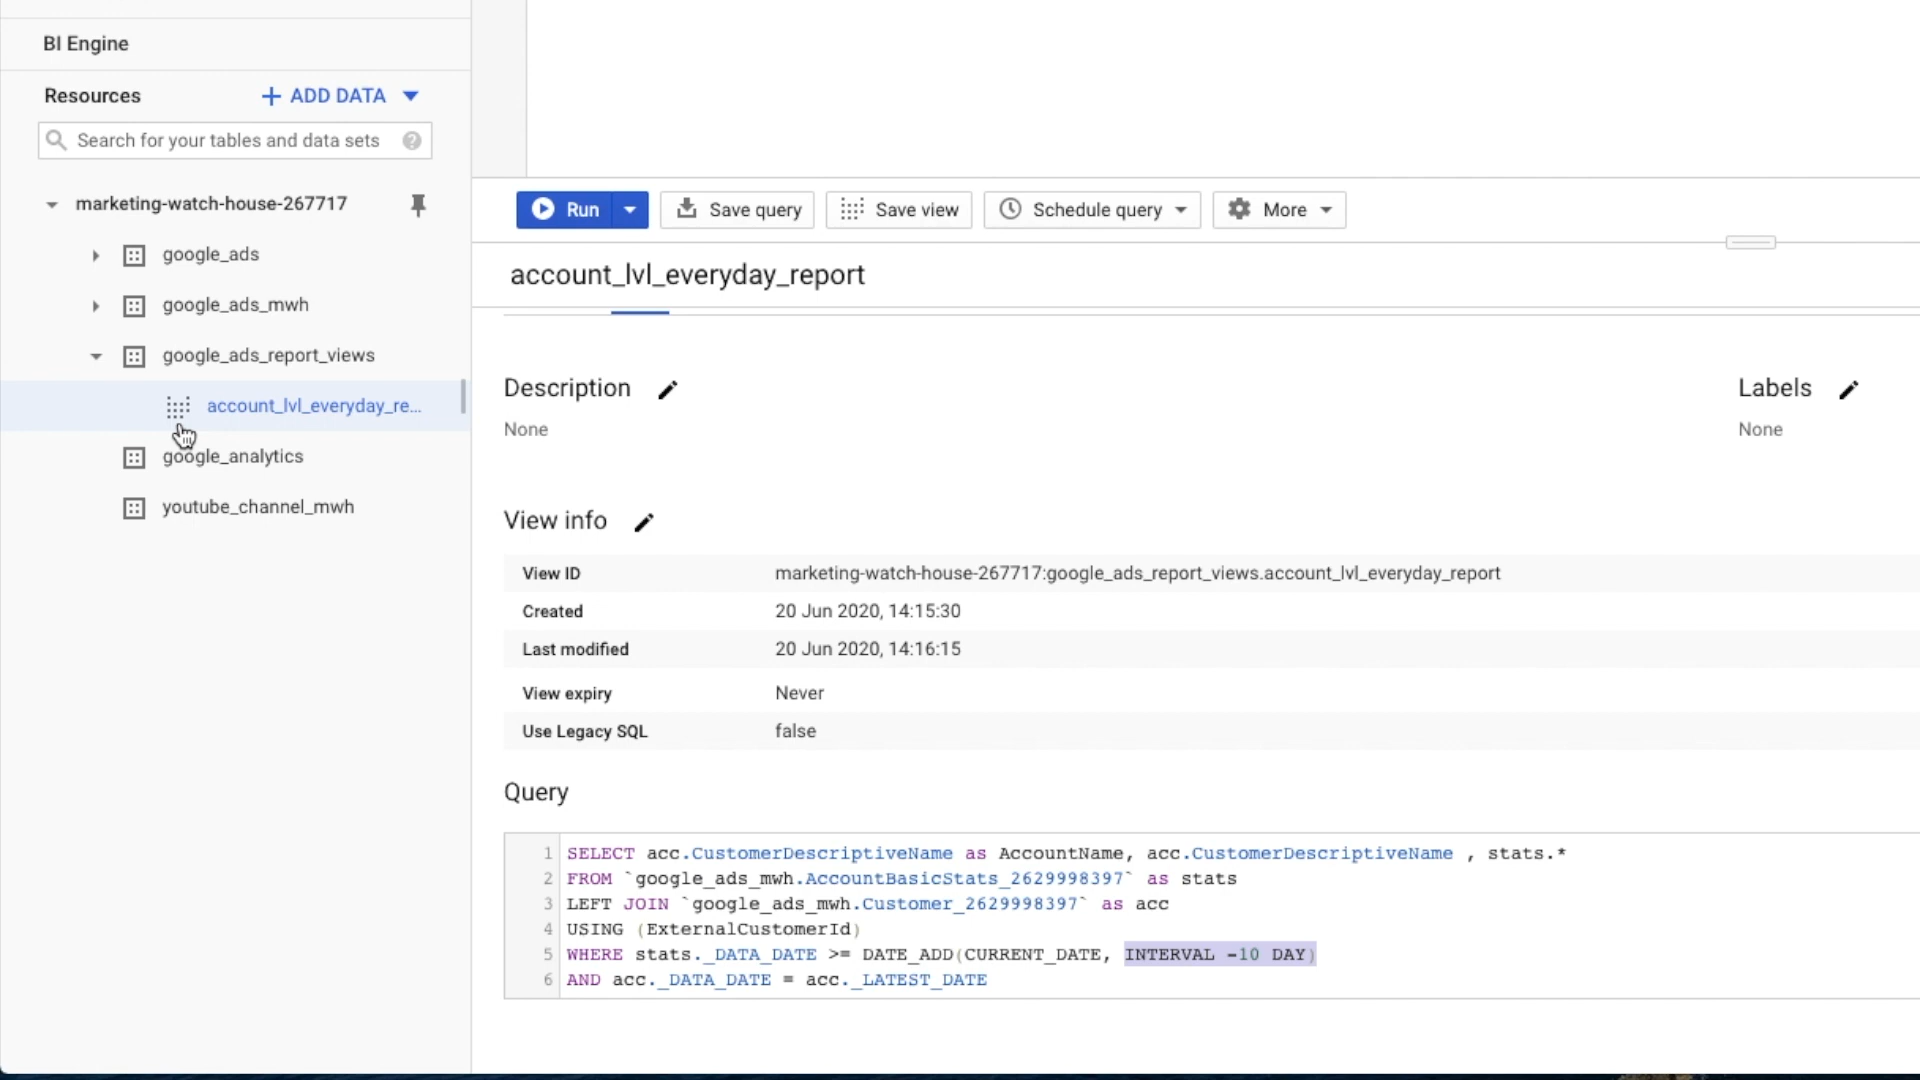 BI Engine
Resources
ADD DATA
Search for your tables and data sets
marketing-watch-house-267717
google_ads
google_ads_mwh
google_ads_report_views
account_lvl_everyday_re...
google_analytics
youtube_channel_mwh
Run
Save query
Save view
Schedule query
More
account_lvl_everyday_report
Description
None
Labels
None
View info
View ID marketing-watch-house-267717:google_ads_report_views.account_lvl_everyday_report
Created 20 Jun 2020, 14:15:30
Last modified 20 Jun 2020, 14:16:15
View expiry Never
Use Legacy SQL false
Query
1 SELECT acc.CustomerDescriptiveName as AccountName, acc.CustomerDescriptiveName , stats.*
2 FROM `google_ads_mwh.AccountBasicStats_2629998397` as stats
3 LEFT JOIN `google_ads_mwh.Customer_2629998397` as acc
4 USING (ExternalCustomerId)
5 WHERE stats._DATA_DATE >= DATE_ADD(CURRENT_DATE, INTERVAL -10 DAY)
6 AND acc._DATA_DATE = acc._LATEST_DATE